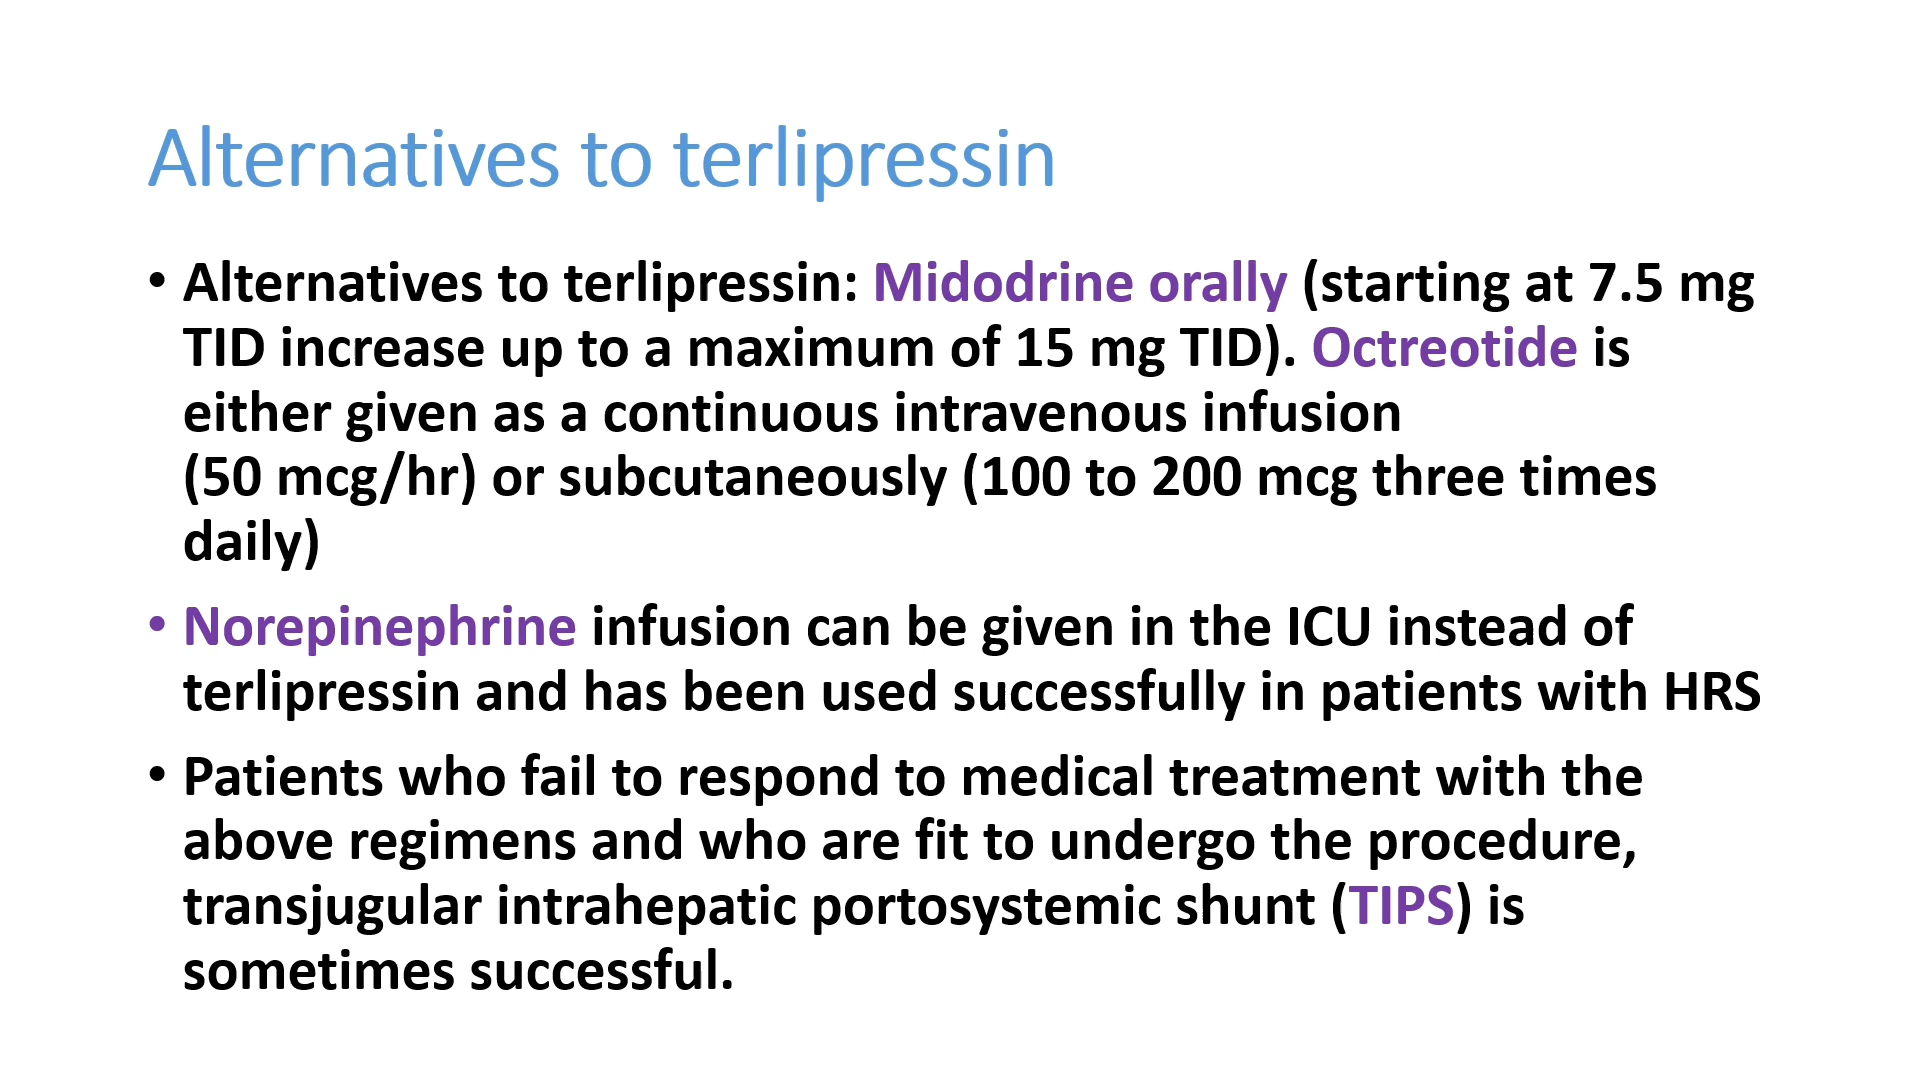 Alternatives to terlipressin
• Alternatives to terlipressin: Midodrine orally (starting at 7.5 mg
TID increase up to a maximum of 15 mg TID). Octreotide is
either given as a continuous intravenous infusion
(50 mcg/hr) or subcutaneously (100 to 200 mcg three times
daily)
• Norepinephrine infusion can be given in the ICU instead of
terlipressin and has been used successfully in patients with HRS
• Patients who fail to respond to medical treatment with the
above regimens and who are fit to undergo the procedure,
transjugular intrahepatic portosystemic shunt (TIPS) is
sometimes successful.